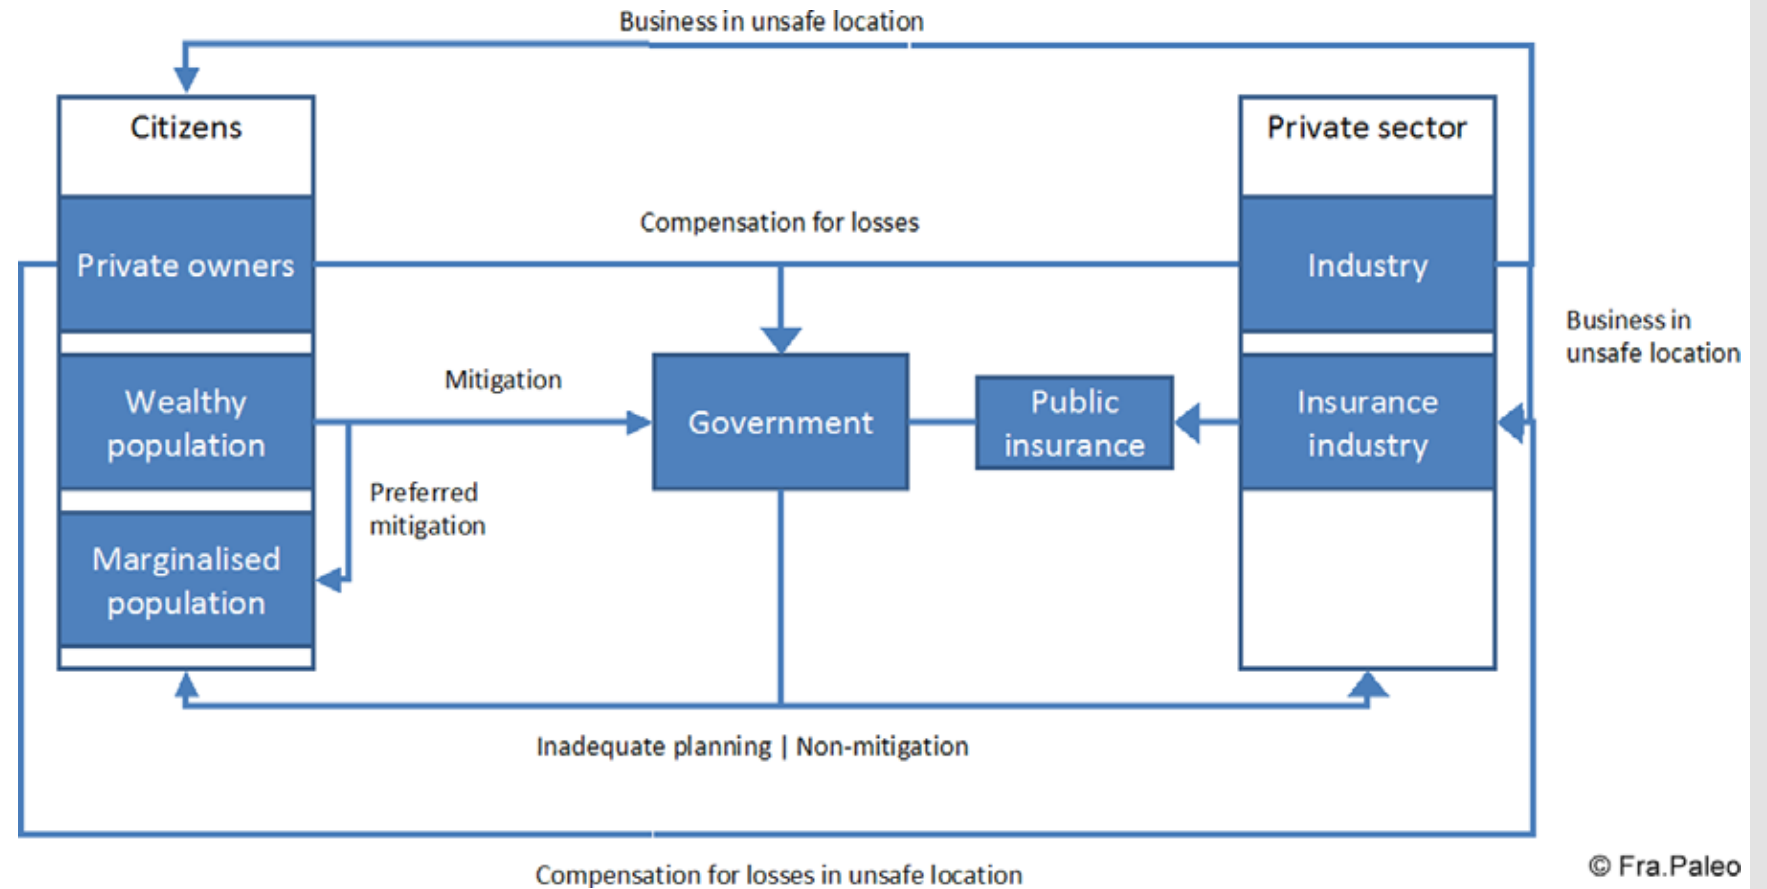 Business in unsafe location
Citizens
Private sector
Compensation for losses
Private owners
Industry
Business in
unsafe location
Mitigation
Wealthy
population
Government
Public
insurance
Insurance
industry
Preferred
mitigation
Marginalised
population
Inadequate planning | Non-mitigation
Compensation for losses in unsafe location
© Fra.Paleo